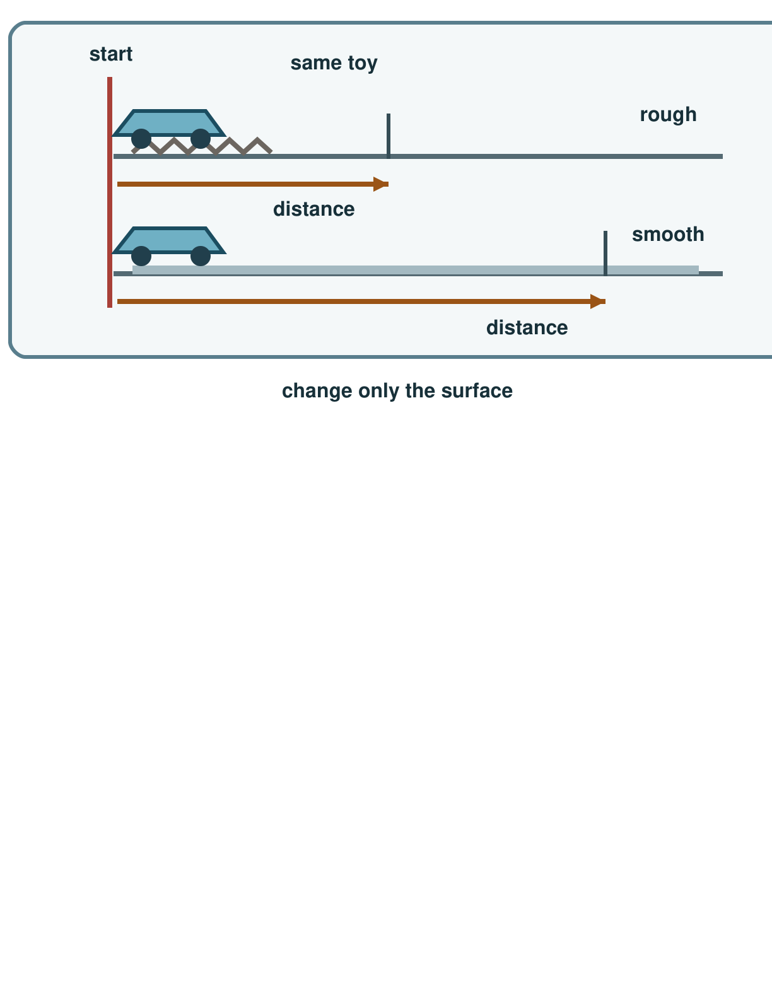 start
same toy
rough
distance
smooth
distance
change only the surface